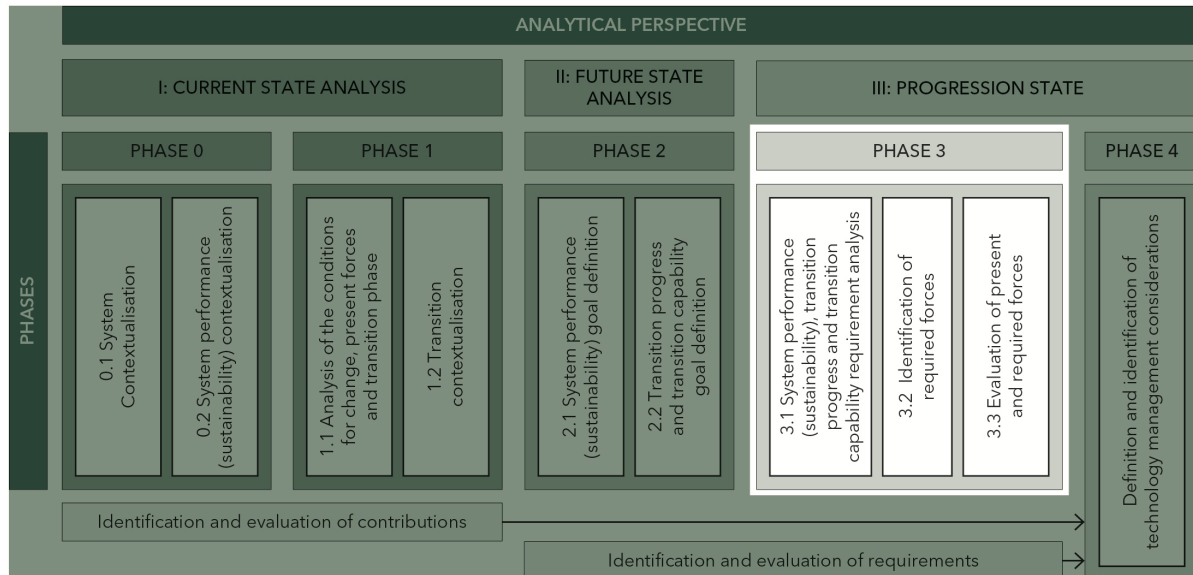 ANALYTICAL PERSPECTIVE
I: CURRENT STATE ANALYSIS
II: FUTURE STATE
ANALYSIS
III: PROGRESSION STATE
PHASES
PHASE 0
PHASE 1
PHASE 2
PHASE 3
PHASE 4
0.1 System
Contextualisation
0.2 System performance
(sustainability) contextualisation
1.1 Analysis of the conditions
for change, present forces
and transition phase
1.2 Transition
contextualisation
2.1 System performance
(sustainability) goal definition
2.2 Transition progress
and transition capability
goal definition
3.1 System performance
(sustainability), transition
progress and transition
capability requirement analysis
3.2 Identification of
required forces
3.3 Evaluation of present
and required forces
Definition and identification of
technology management considerations
Identification and evaluation of contributions
Identification and evaluation of requirements